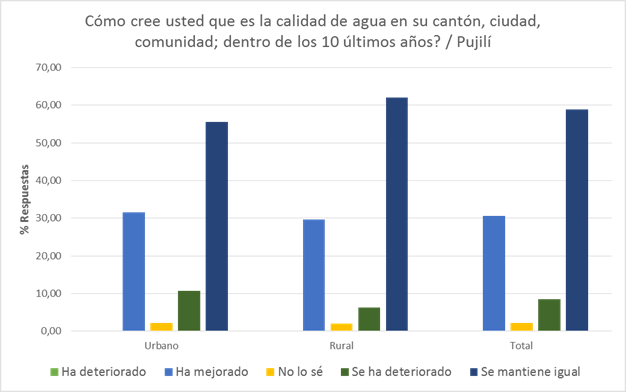 Cómo cree usted que es la calidad de agua en su cantón, ciudad,
comunidad; dentro de los 10 últimos años? / Pujilí
70,00
60,00
50,00
40,00
30,00
20,00
10,00
0,00
% Respuestas
Urbano Rural Total
Ha deteriorado Ha mejorado No lo sé Se ha deteriorado Se mantiene igual